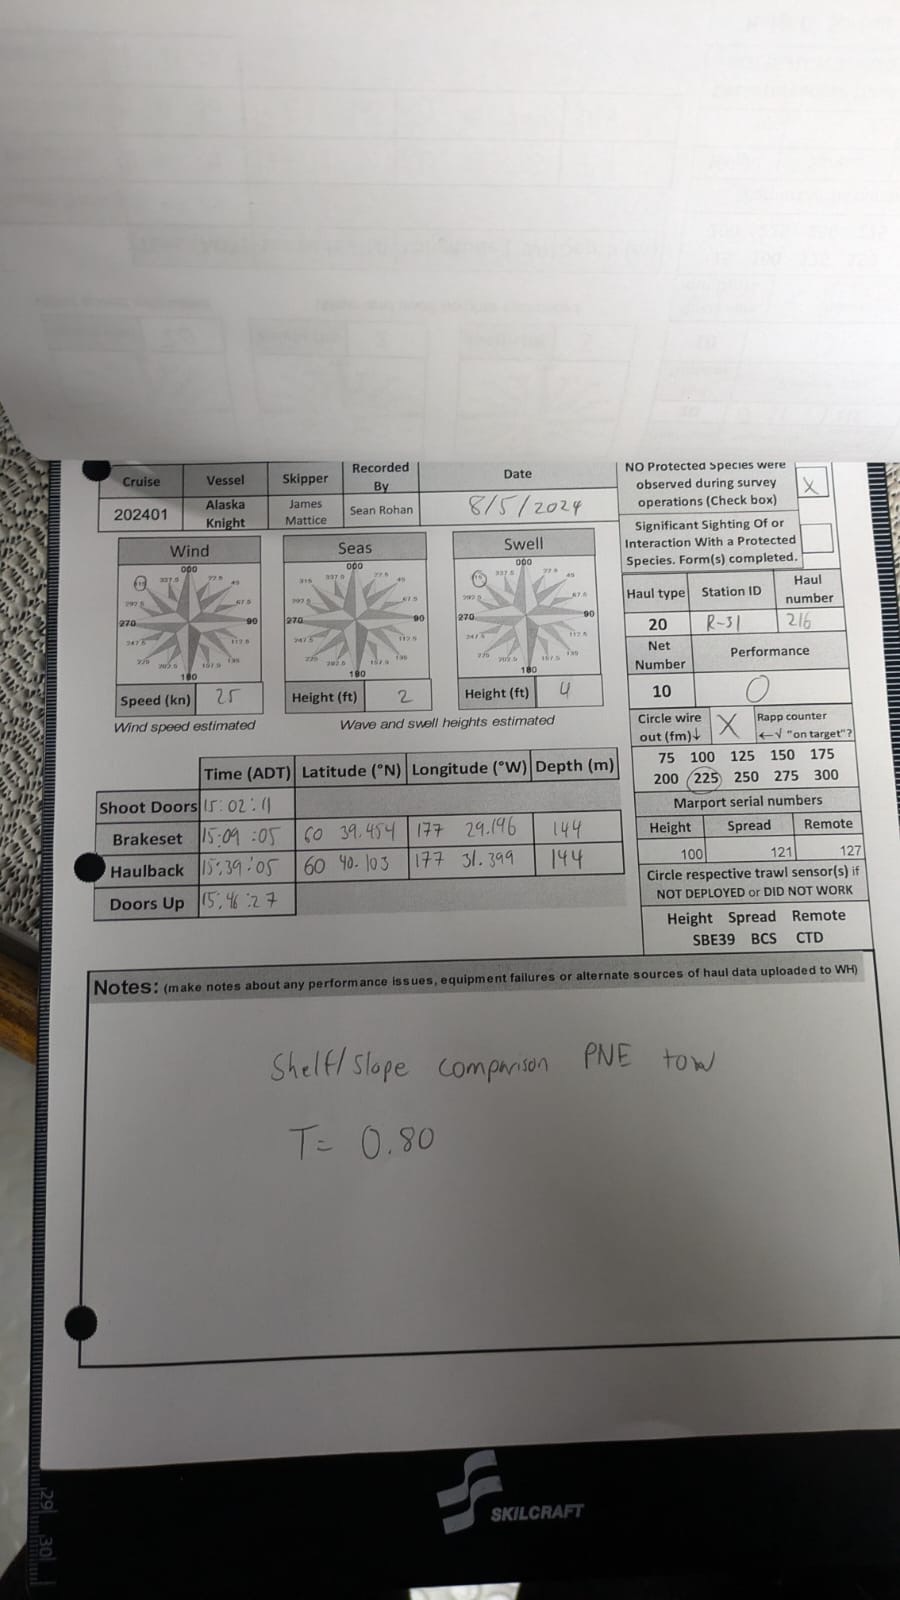 Cruise Vessel Skipper Recorded By Date
202401 Alaska Knight James Mattice Sean Rohan 8/5/2024
NO Protected Species were
observed during survey
operations (Check box) X
Significant Sighting Of or
Interaction With a Protected
Species. Form(s) completed.
Wind
000
315 337.5 22.5 45
292.5 67.5
270 90
247.5 112.5
225 202.5 157.5 135
180
Speed (kn) 25
Wind speed estimated
Seas
000
315 337.5 22.5 45
292.5 67.5
270 90
247.5 112.5
225 202.5 157.5 135
180
Height (ft) 2
Swell
000
315 337.5 22.5 45
292.5 67.5
270 90
247.5 112.5
225 202.5 157.5 135
180
Height (ft) 4
Wave and swell heights estimated
Haul type Station ID Haul number
20 R-31 216
Net Number Performance
10 0
Circle wire out (fm)↓ X Rapp counter
←√ "on target"?
75 100 125 150 175
200 225 250 275 300
Marport serial numbers
Height Spread Remote
100 121 127
Circle respective trawl sensor(s) if
NOT DEPLOYED or DID NOT WORK
Height Spread Remote
SBE39 BCS CTD
Time (ADT) Latitude (°N) Longitude (°W) Depth (m)
Shoot Doors 15:02:11
Brakeset 15:09:05 60 39.454 177 29.196 144
Haulback 15:39:05 60 40.103 177 31.399 144
Doors Up 15:46:27
Notes: (make notes about any performance issues, equipment failures or alternate sources of haul data uploaded to WH)
Shelf/Slope comparison PNE tow
T= 0.80
SKILCRAFT
29 30